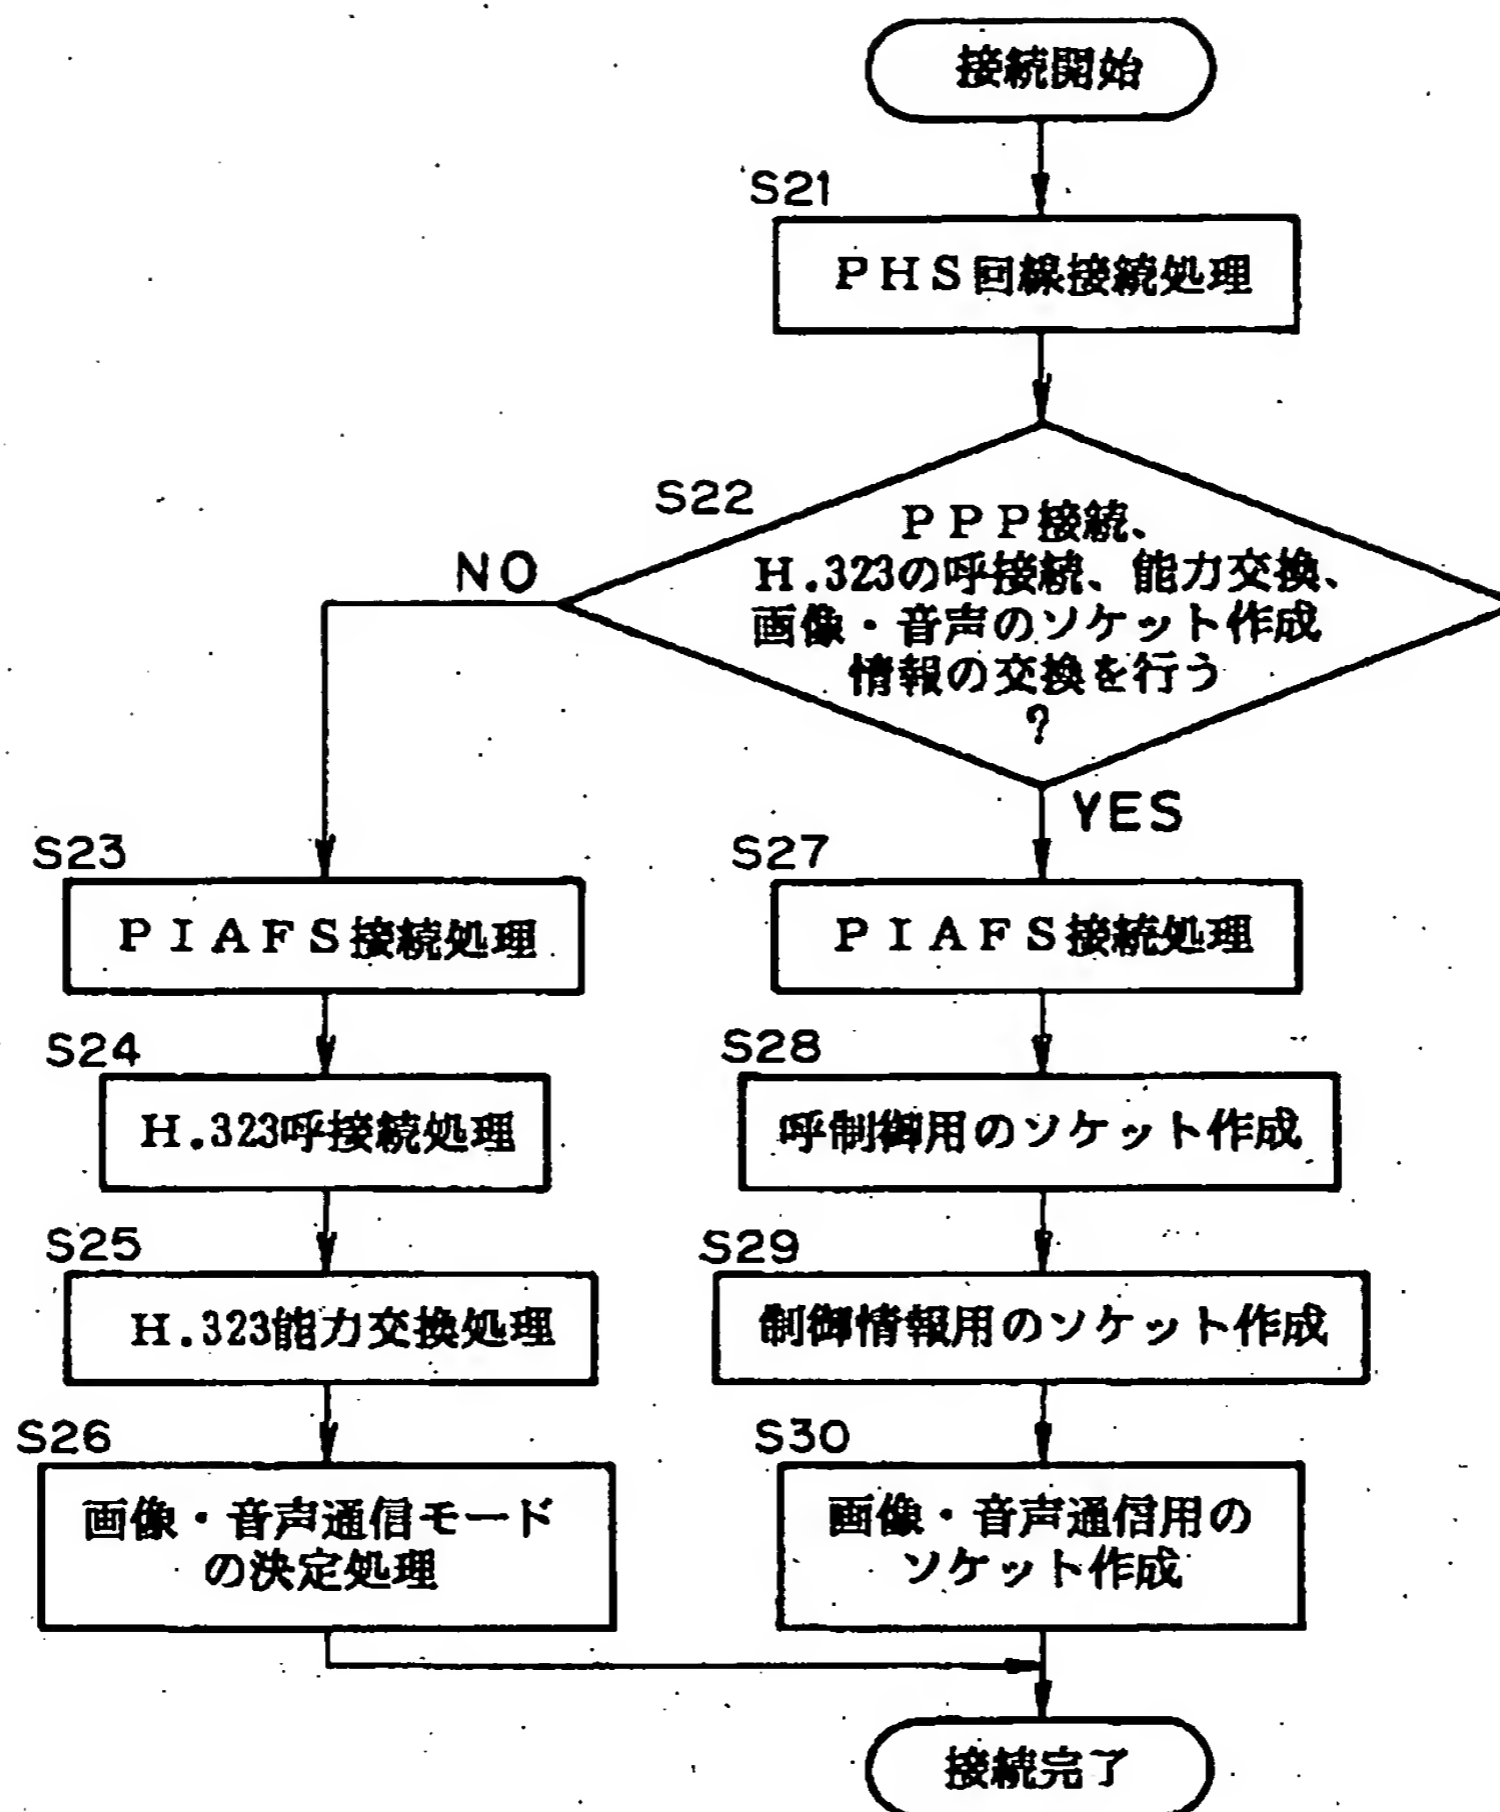 接続開始
S21
PHS回線接続処理
S22
PPP接続、
H.323の呼接続、能力交換、
画像・音声のソケット作成
情報の交換を行う
?
NO
YES
S23
PIAFS接続処理
S27
PIAFS接続処理
S24
H.323呼接続処理
S28
呼制御用のソケット作成
S25
H.323能力交換処理
S29
制御情報用のソケット作成
S26
画像・音声通信モード
の決定処理
S30
画像・音声通信用の
ソケット作成
接続完了